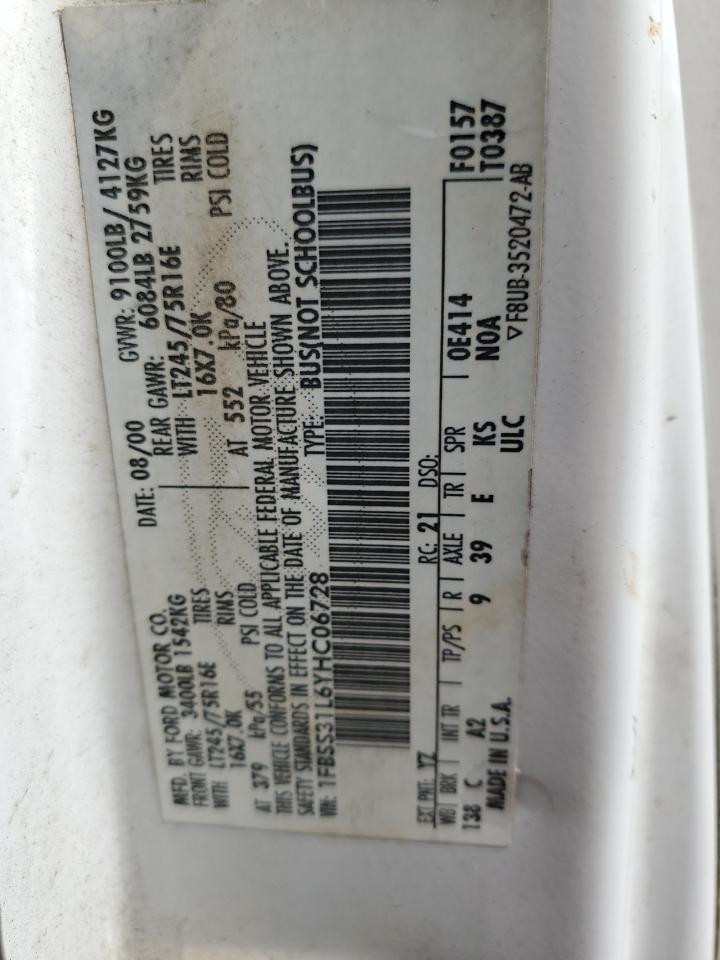 MFD. BY FORD MOTOR CO.
DATE: 08/00 GVWR: 9100LB/ 4127KG
FRONT GAWR: 3400LB 1542KG REAR GAWR: 6084LB 2759KG
WITH LT245/75R16E TIRES WITH LT245/75R16E TIRES
16X7.0K RIMS 16X7.0K RIMS
AT 379 kPa/55 PSI COLD AT 552 kPa/80 PSI COLD
THIS VEHICLE CONFORMS TO ALL APPLICABLE FEDERAL MOTOR VEHICLE
SAFETY STANDARDS IN EFFECT ON THE DATE OF MANUFACTURE SHOWN ABOVE.
VIN: 1FBSS31L6YHC06728 TYPE: BUS(NOT SCHOOLBUS)
EXT PNT: YZ RC: 21 DSO: F0157
WB BRK INT TR TP/PS R AXLE TR SPR 0E414 T0387
138 C A2 9 39 E KS NOA
MADE IN U.S.A. ULC ▽F8UB-3520472-AB